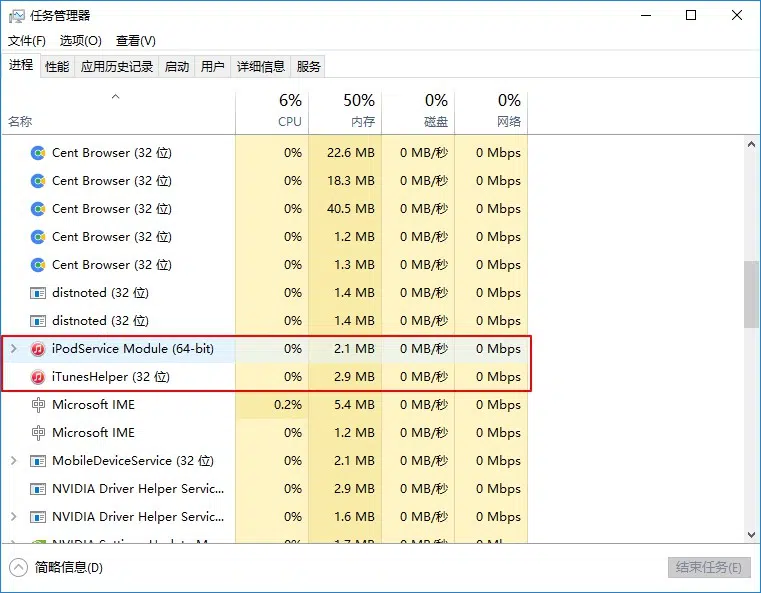 任务管理器
文件(F) 选项(O) 查看(V)
进程 性能 应用历史记录 启动 用户 详细信息 服务
6% 50% 0% 0%
名称 CPU 内存 磁盘 网络
Cent Browser (32 位) 0% 22.6 MB 0 MB/秒 0 Mbps
Cent Browser (32 位) 0% 18.3 MB 0 MB/秒 0 Mbps
Cent Browser (32 位) 0% 40.5 MB 0 MB/秒 0 Mbps
Cent Browser (32 位) 0% 1.2 MB 0 MB/秒 0 Mbps
Cent Browser (32 位) 0% 1.3 MB 0 MB/秒 0 Mbps
distnoted (32 位) 0% 1.4 MB 0 MB/秒 0 Mbps
distnoted (32 位) 0% 1.4 MB 0 MB/秒 0 Mbps
iPodService Module (64-bit) 0% 2.1 MB 0 MB/秒 0 Mbps
iTunesHelper (32 位) 0% 2.9 MB 0 MB/秒 0 Mbps
Microsoft IME 0.2% 5.4 MB 0 MB/秒 0 Mbps
Microsoft IME 0% 1.2 MB 0 MB/秒 0 Mbps
MobileDeviceService (32 位) 0% 2.1 MB 0 MB/秒 0 Mbps
NVIDIA Driver Helper Servic... 0% 2.9 MB 0 MB/秒 0 Mbps
NVIDIA Driver Helper Servic... 0% 1.6 MB 0 MB/秒 0 Mbps
简略信息(D) 结束任务(E)